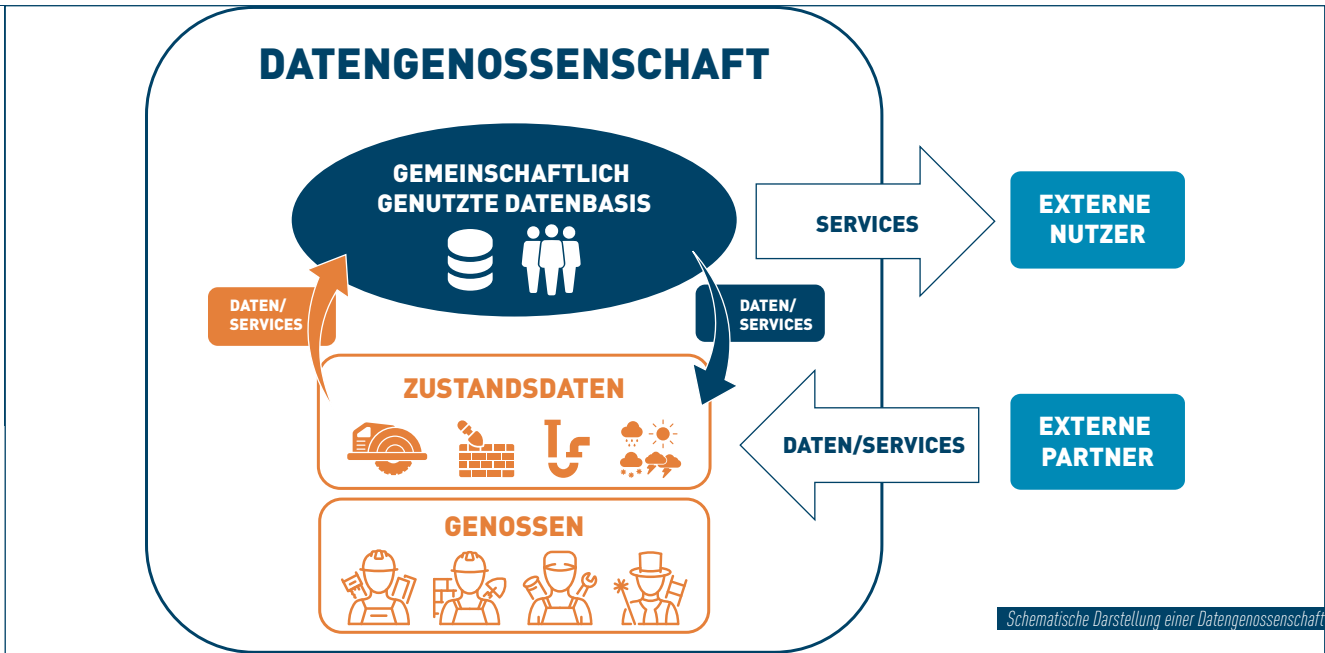 DATENGENOSSENSCHAFT
GEMEINSCHAFTLICH
GENUTZTE DATENBASIS
SERVICES
EXTERNE
NUTZER
DATEN/
SERVICES
DATEN/
SERVICES
ZUSTANDSDATEN
DATEN/SERVICES
EXTERNE
PARTNER
GENOSSEN
Schematische Darstellung einer Datengenossenschaft